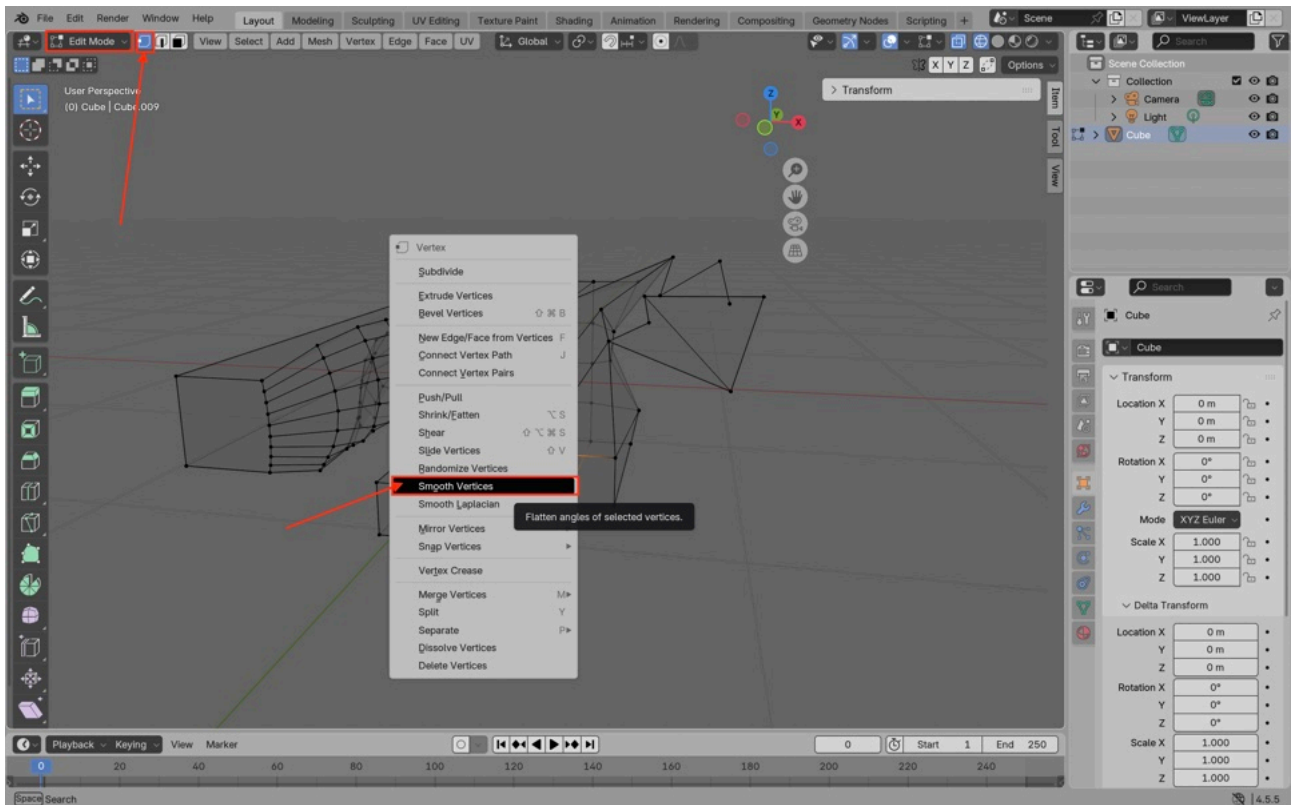 File Edit Render Window Help Layout Modeling Sculpting UV Editing Texture Paint Shading Animation Rendering Compositing Geometry Nodes Scripting + Scene ViewLayer
Edit Mode View Select Add Mesh Vertex Edge Face UV Global Search
X Y Z Options
User Perspective
(0) Cube | Cube.009
Transform
Item
Tool
View
Z
Y
X
Scene Collection
Collection
Camera
Light
Cube
Vertex
Subdivide
Extrude Vertices
Bevel Vertices ⇧ ⌘ B
New Edge/Face from Vertices F
Connect Vertex Path J
Connect Vertex Pairs
Push/Pull
Shrink/Fatten ⌥ S
Shear ⇧ ⌥ ⌘ S
Slide Vertices ⇧ V
Randomize Vertices
Smooth Vertices
Smooth Laplacian
Flatten angles of selected vertices.
Mirror Vertices
Snap Vertices
Vertex Crease
Merge Vertices M
Split Y
Separate P
Dissolve Vertices
Delete Vertices
Search
Cube
Cube
Transform
Location X 0 m
Y 0 m
Z 0 m
Rotation X 0°
Y 0°
Z 0°
Mode XYZ Euler
Scale X 1.000
Y 1.000
Z 1.000
Delta Transform
Location X 0 m
Y 0 m
Z 0 m
Rotation X 0°
Y 0°
Z 0°
Scale X 1.000
Y 1.000
Z 1.000
Playback Keying View Marker 0 Start 1 End 250
0 20 40 60 80 100 120 140 160 180 200 220 240
Space Search 4.5.5